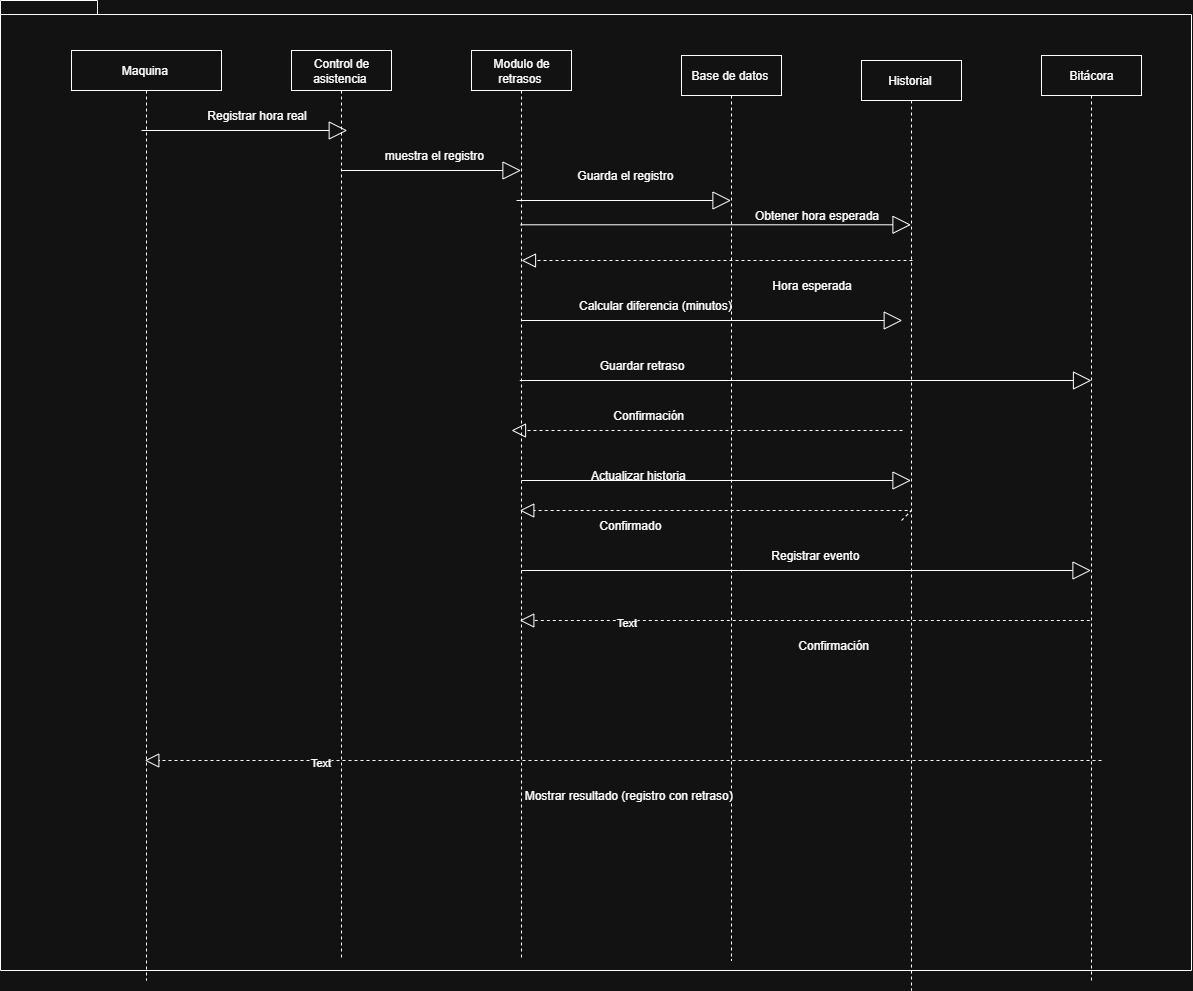 Maquina
Control de
asistencia
Modulo de
retrasos
Base de datos
Historial
Bitácora
Registrar hora real
muestra el registro
Guarda el registro
Obtener hora esperada
Hora esperada
Calcular diferencia (minutos)
Guardar retraso
Confirmación
Actualizar historia
Confirmado
Registrar evento
Text
Confirmación
Text
Mostrar resultado (registro con retraso)